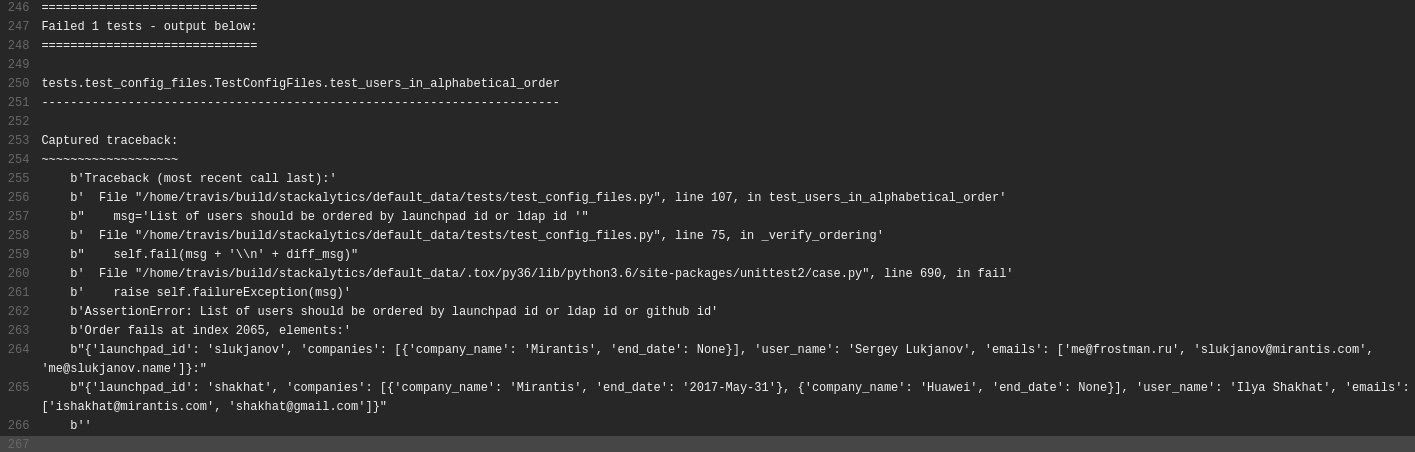 246 ==============================
247 Failed 1 tests - output below:
248 ==============================
249
250 tests.test_config_files.TestConfigFiles.test_users_in_alphabetical_order
251 ------------------------------------------------------------------------
252
253 Captured traceback:
254 ~~~~~~~~~~~~~~~~~~~
255     b'Traceback (most recent call last):'
256     b'  File "/home/travis/build/stackalytics/default_data/tests/test_config_files.py", line 107, in test_users_in_alphabetical_order'
257     b"    msg='List of users should be ordered by launchpad id or ldap id '"
258     b'  File "/home/travis/build/stackalytics/default_data/tests/test_config_files.py", line 75, in _verify_ordering'
259     b"    self.fail(msg + '\\n' + diff_msg)"
260     b'  File "/home/travis/build/stackalytics/default_data/.tox/py36/lib/python3.6/site-packages/unittest2/case.py", line 690, in fail'
261     b'    raise self.failureException(msg)'
262     b'AssertionError: List of users should be ordered by launchpad id or ldap id or github id'
263     b'Order fails at index 2065, elements:'
264     b"{'launchpad_id': 'slukjanov', 'companies': [{'company_name': 'Mirantis', 'end_date': None}], 'user_name': 'Sergey Lukjanov', 'emails': ['me@frostman.ru', 'slukjanov@mirantis.com',
'me@slukjanov.name']}:"
265     b"{'launchpad_id': 'shakhat', 'companies': [{'company_name': 'Mirantis', 'end_date': '2017-May-31'}, {'company_name': 'Huawei', 'end_date': None}], 'user_name': 'Ilya Shakhat', 'emails':
['ishakhat@mirantis.com', 'shakhat@gmail.com']}"
266     b''
267